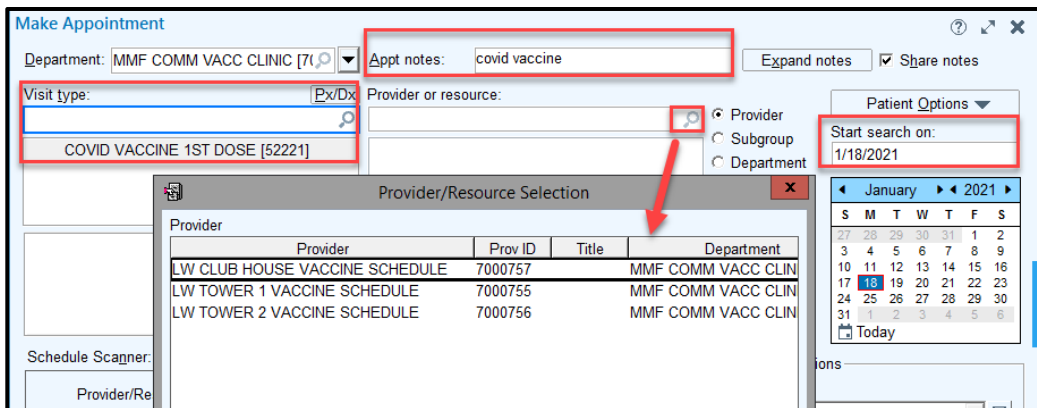 Make Appointment
Department: MMF COMM VACC CLINIC [7(
Appt notes: covid vaccine
Expand notes
Share notes
Visit type:
Px/Dx
Provider or resource:
Provider
Subgroup
Department
COVID VACCINE 1ST DOSE [52221]
Patient Options
Start search on:
1/18/2021
January 2021
S M T W T F S
27 28 29 30 31 1 2
3 4 5 6 7 8 9
10 11 12 13 14 15 16
17 18 19 20 21 22 23
24 25 26 27 28 29 30
31 1 2 3 4 5 6
Today
Provider/Resource Selection
x
Provider
Provider Prov ID Title Department
LW CLUB HOUSE VACCINE SCHEDULE 7000757 MMF COMM VACC CLIN
LW TOWER 1 VACCINE SCHEDULE 7000755 MMF COMM VACC CLIN
LW TOWER 2 VACCINE SCHEDULE 7000756 MMF COMM VACC CLIN
Schedule Scanner:
ions
Provider/Re